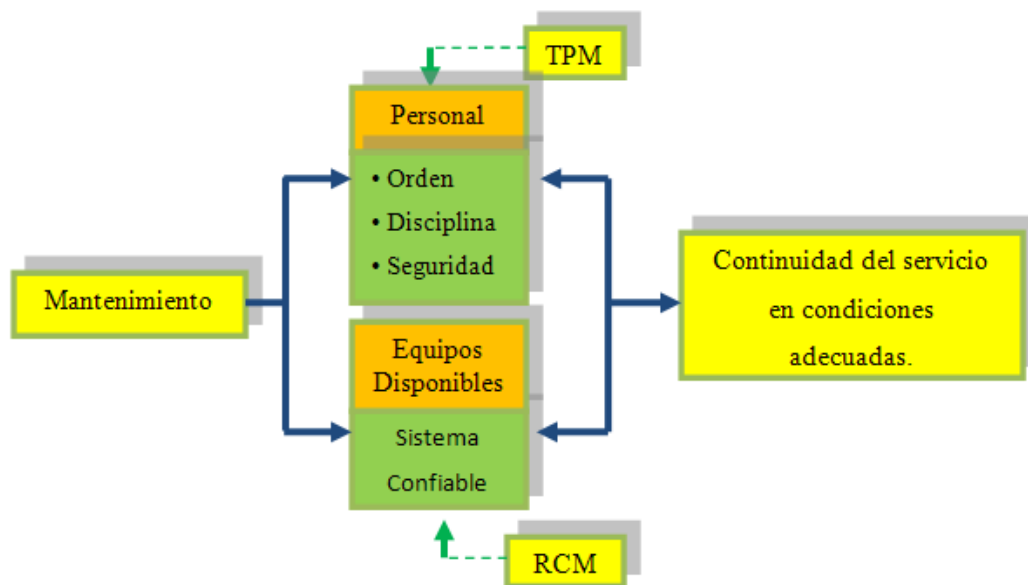 TPM
Personal
• Orden
• Disciplina
• Seguridad
Mantenimiento
Continuidad del servicio
en condiciones
adecuadas.
Equipos
Disponibles
Sistema
Confiable
RCM